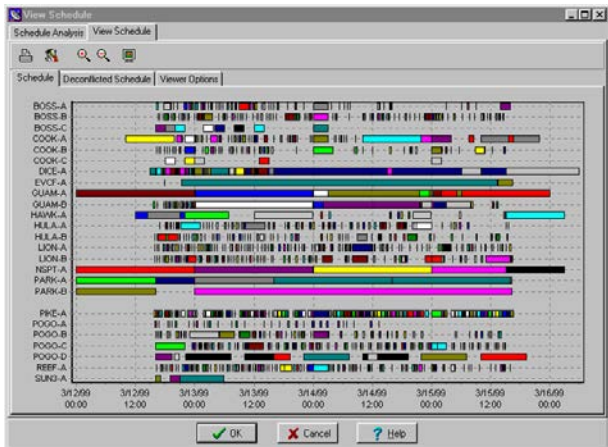 View Schedule
Schedule Analysis View Schedule
Schedule Deconflicted Schedule Viewer Options
BOSS-A
BOSS-B
BOSS-C
COOK-A
COOK-B
COOK-C
DICE-A
EVCF-A
GUAM-A
GUAM-B
HAWK-A
HULA-A
HULA-B
LION-A
LION-B
NSPT-A
PARK-A
PARK-B
PIKE-A
POGO-A
POGO-B
POGO-C
POGO-D
REEF-A
SUN3-A
3/12/99 3/12/99 3/13/99 3/13/99 3/14/99 3/14/99 3/15/99 3/15/99 3/16/99
00:00 12:00 00:00 12:00 00:00 12:00 00:00 12:00 00:00
OK Cancel Help